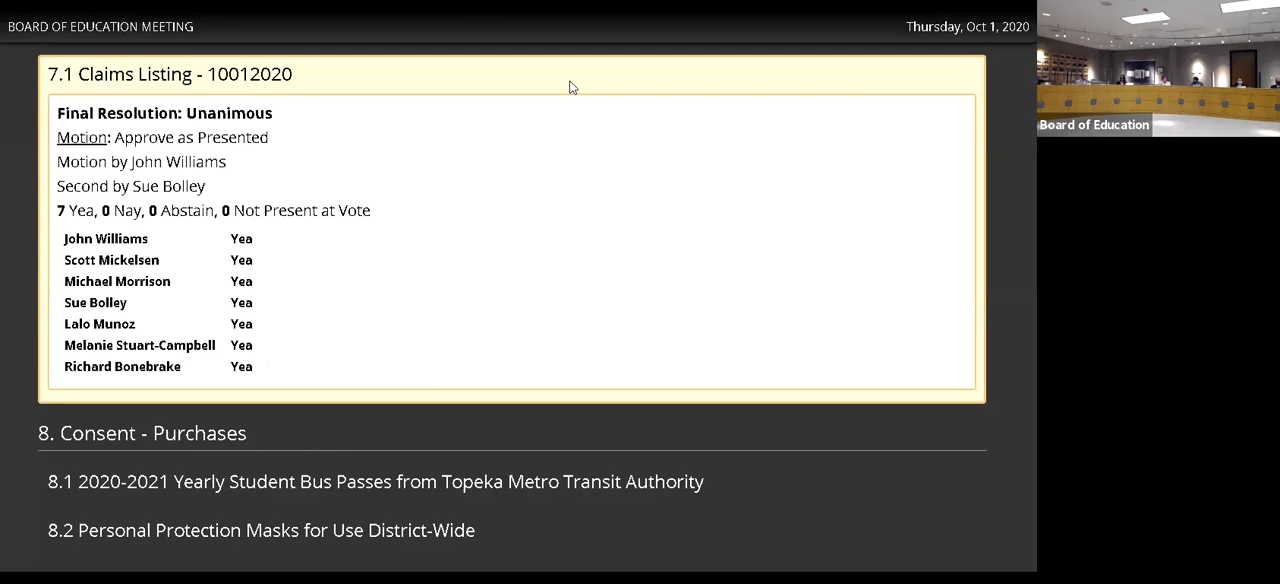 BOARD OF EDUCATION MEETING
Thursday, Oct 1, 2020
7.1 Claims Listing - 10012020
Final Resolution: Unanimous
Motion: Approve as Presented
Motion by John Williams
Second by Sue Bolley
7 Yea, 0 Nay, 0 Abstain, 0 Not Present at Vote
John Williams Yea
Scott Mickelsen Yea
Michael Morrison Yea
Sue Bolley Yea
Lalo Munoz Yea
Melanie Stuart-Campbell Yea
Richard Bonebrake Yea
8. Consent - Purchases
8.1 2020-2021 Yearly Student Bus Passes from Topeka Metro Transit Authority
8.2 Personal Protection Masks for Use District-Wide
Board of Education